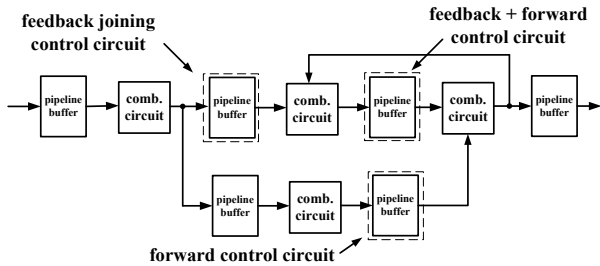 feedback joining
control circuit
feedback + forward
control circuit
pipeline
buffer
comb.
circuit
pipeline
buffer
comb.
circuit
pipeline
buffer
comb.
circuit
pipeline
buffer
pipeline
buffer
comb.
circuit
pipeline
buffer
forward control circuit